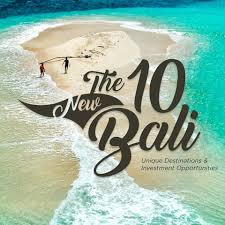 The 10
New
Bali
Unique Destinations &
Investment Opportunities